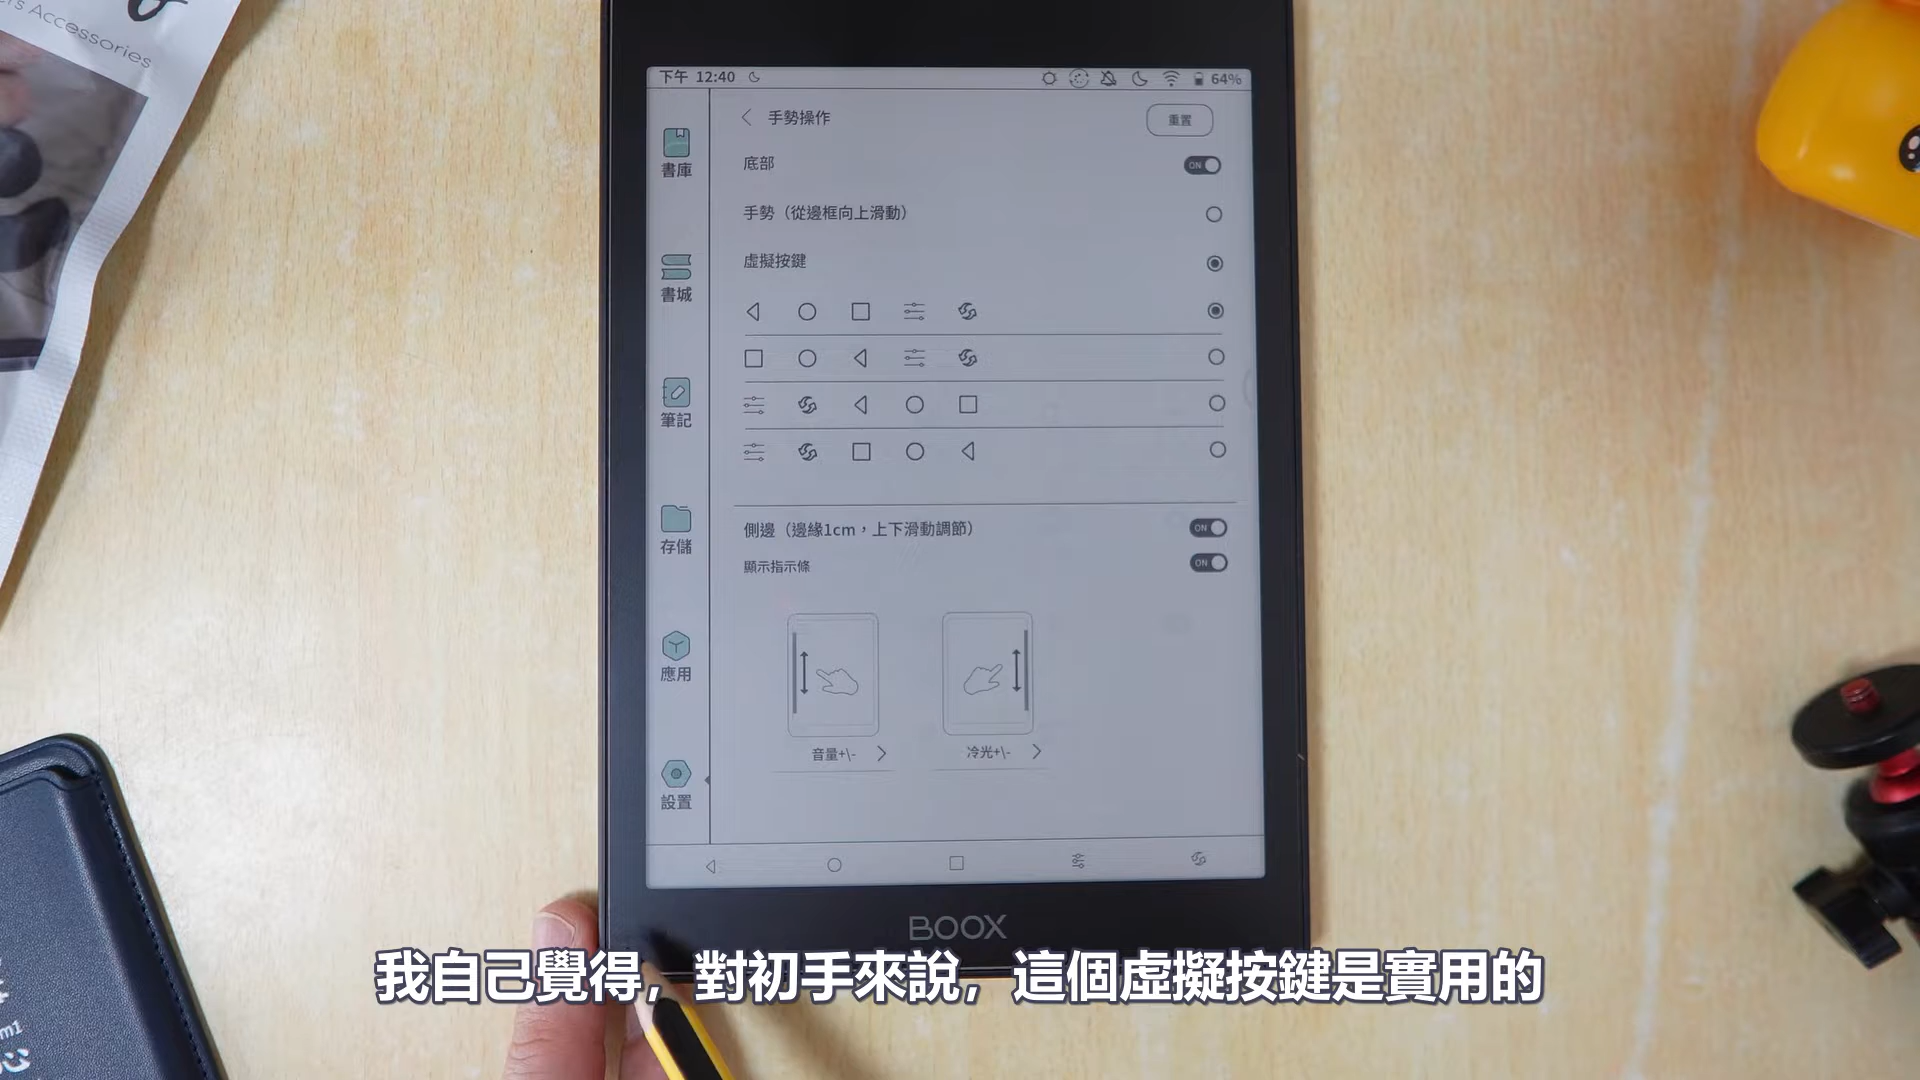 ers Accessories
下午 12:40
64%
手勢操作
重置
底部
ON
手勢（從邊框向上滑動）
虛擬按鍵
書庫
書城
筆記
存儲
應用
設置
側邊（邊緣1cm，上下滑動調節）
ON
顯示指示條
ON
音量+\-
冷光+\-
BOOX
我自己覺得，對初手來說，這個虛擬按鍵是實用的
m1
心